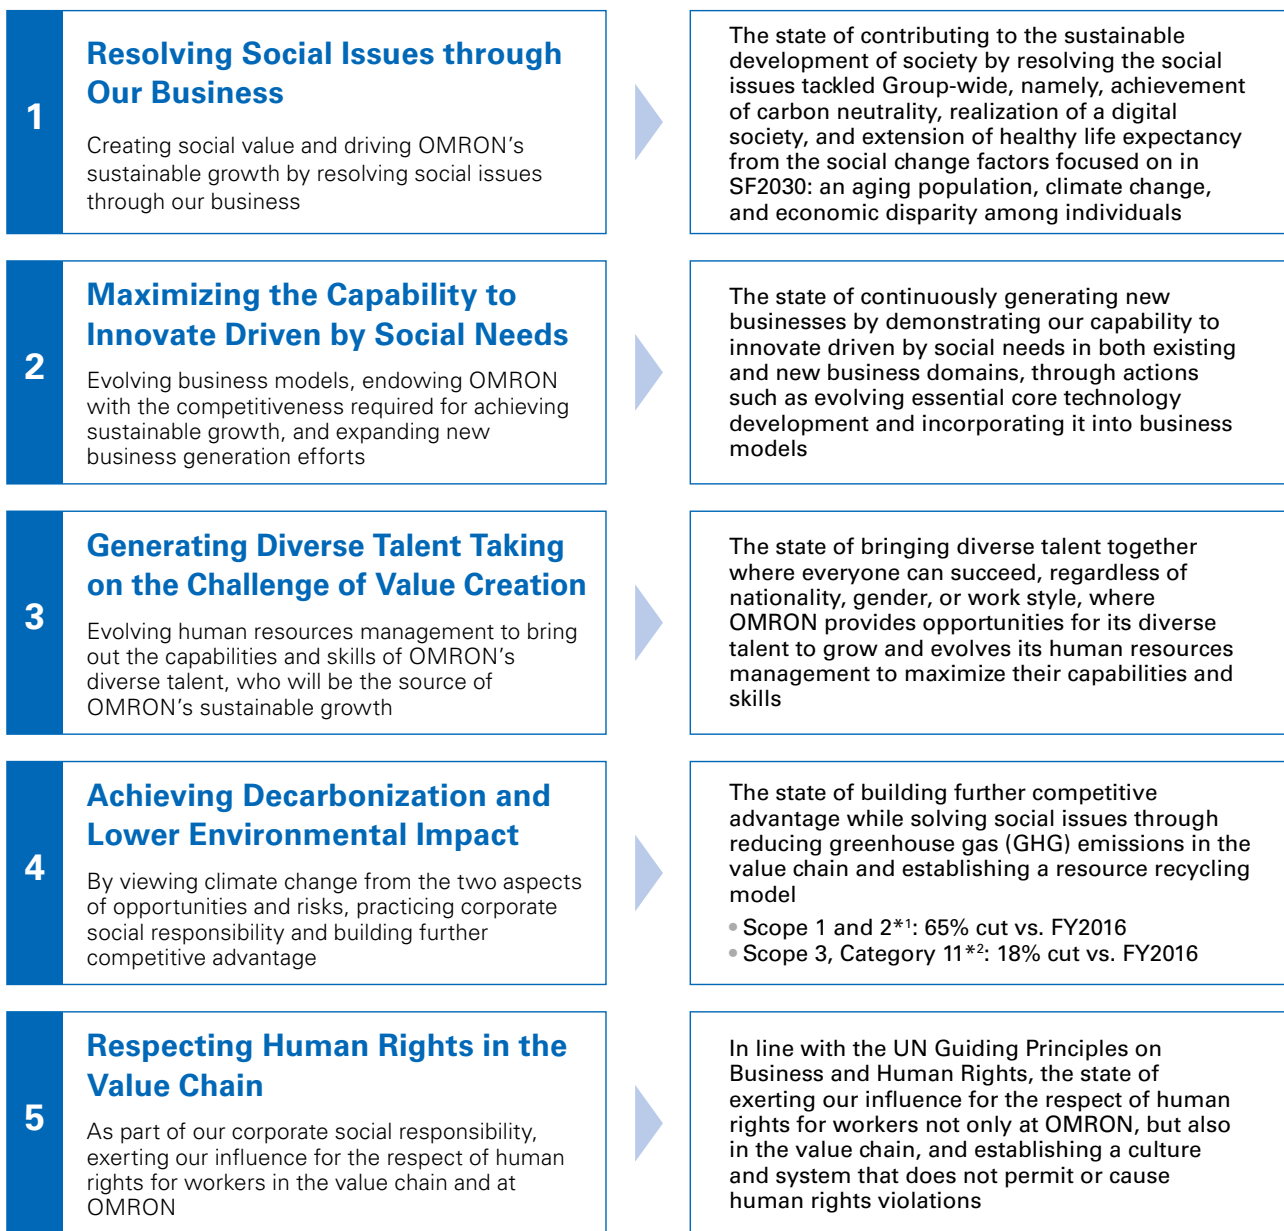 1
Resolving Social Issues through
Our Business
Creating social value and driving OMRON's
sustainable growth by resolving social issues
through our business
The state of contributing to the sustainable
development of society by resolving the social
issues tackled Group-wide, namely, achievement
of carbon neutrality, realization of a digital
society, and extension of healthy life expectancy
from the social change factors focused on in
SF2030: an aging population, climate change,
and economic disparity among individuals
2
Maximizing the Capability to
Innovate Driven by Social Needs
Evolving business models, endowing OMRON
with the competitiveness required for achieving
sustainable growth, and expanding new
business generation efforts
The state of continuously generating new
businesses by demonstrating our capability to
innovate driven by social needs in both existing
and new business domains, through actions
such as evolving essential core technology
development and incorporating it into business
models
3
Generating Diverse Talent Taking
on the Challenge of Value Creation
Evolving human resources management to bring
out the capabilities and skills of OMRON's
diverse talent, who will be the source of
OMRON's sustainable growth
The state of bringing diverse talent together
where everyone can succeed, regardless of
nationality, gender, or work style, where
OMRON provides opportunities for its diverse
talent to grow and evolves its human resources
management to maximize their capabilities and
skills
4
Achieving Decarbonization and
Lower Environmental Impact
By viewing climate change from the two aspects
of opportunities and risks, practicing corporate
social responsibility and building further
competitive advantage
The state of building further competitive
advantage while solving social issues through
reducing greenhouse gas (GHG) emissions in the
value chain and establishing a resource recycling
model
• Scope 1 and 2*1: 65% cut vs. FY2016
• Scope 3, Category 11*2: 18% cut vs. FY2016
5
Respecting Human Rights in the
Value Chain
As part of our corporate social responsibility,
exerting our influence for the respect of human
rights for workers in the value chain and at
OMRON
In line with the UN Guiding Principles on
Business and Human Rights, the state of
exerting our influence for the respect of human
rights for workers not only at OMRON, but also
in the value chain, and establishing a culture
and system that does not permit or cause
human rights violations